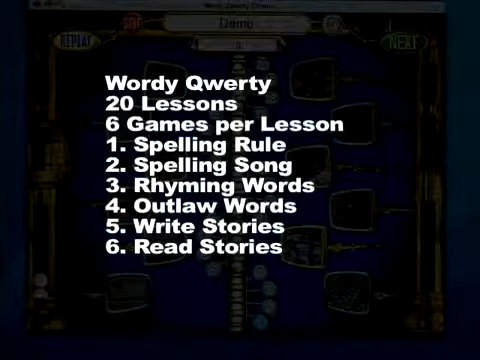 Demo
REPLAY
NEXT
Wordy Qwerty
20 Lessons
6 Games per Lesson
1. Spelling Rule
2. Spelling Song
3. Rhyming Words
4. Outlaw Words
5. Write Stories
6. Read Stories